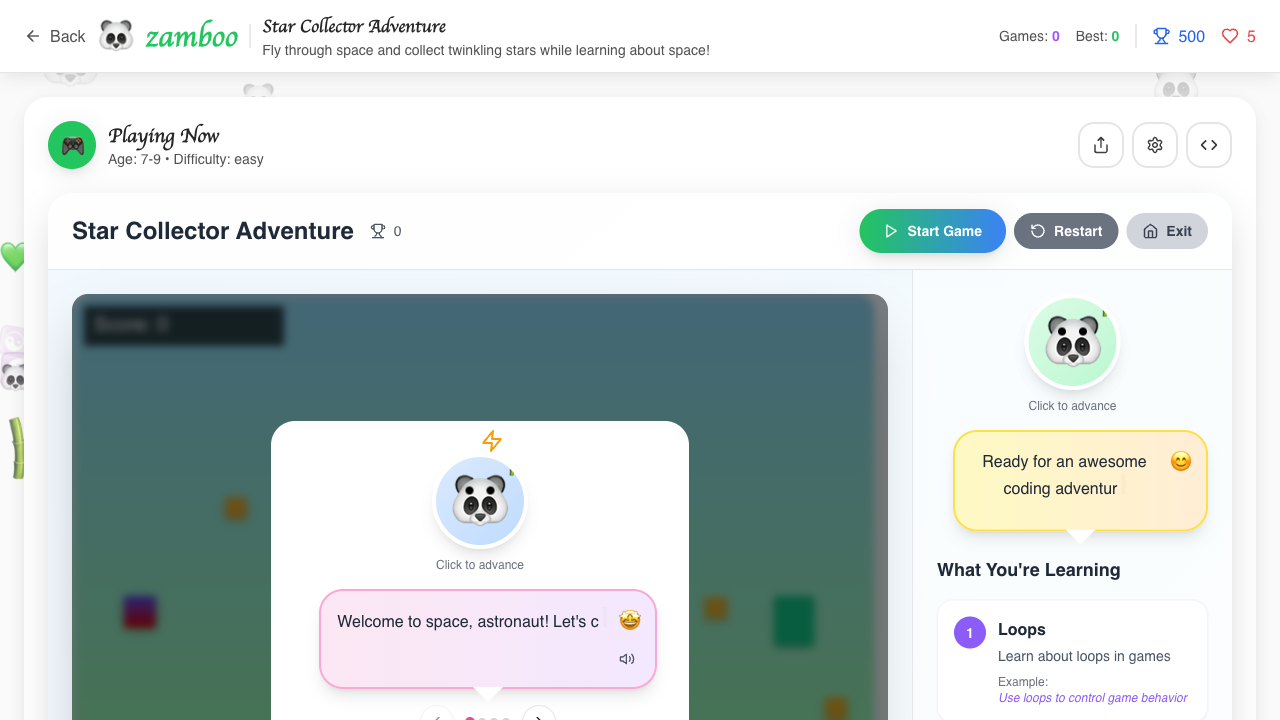 Back
zamboo
Star Collector Adventure
Fly through space and collect twinkling stars while learning about space!
Games: 0
Best: 0
500
5
Playing Now
Age: 7-9 • Difficulty: easy
Star Collector Adventure
0
Start Game
Restart
Exit
Score: 0
Click to advance
Welcome to space, astronaut! Let's c
Click to advance
Ready for an awesome
coding adventur
What You're Learning
1
Loops
Learn about loops in games
Example:
Use loops to control game behavior